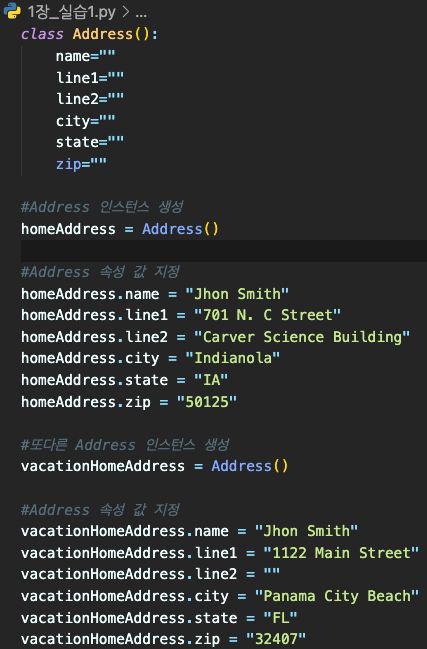 1장_실습1.py > ...
class Address():
    name=""
    line1=""
    line2=""
    city=""
    state=""
    zip=""
#Address 인스턴스 생성
homeAddress = Address()
#Address 속성 값 지정
homeAddress.name = "Jhon Smith"
homeAddress.line1 = "701 N. C Street"
homeAddress.line2 = "Carver Science Building"
homeAddress.city = "Indianola"
homeAddress.state = "IA"
homeAddress.zip = "50125"
#또다른 Address 인스턴스 생성
vacationHomeAddress = Address()
#Address 속성 값 지정
vacationHomeAddress.name = "Jhon Smith"
vacationHomeAddress.line1 = "1122 Main Street"
vacationHomeAddress.line2 = ""
vacationHomeAddress.city = "Panama City Beach"
vacationHomeAddress.state = "FL"
vacationHomeAddress.zip = "32407"